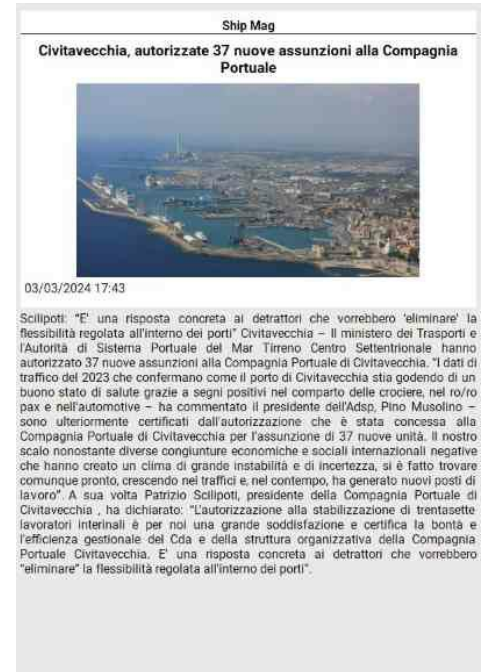 Ship Mag
Civitavecchia, autorizzate 37 nuove assunzioni alla Compagnia
Portuale
03/03/2024 17:43
Scilipoti: "E' una risposta concreta ai detrattori che vorrebbero 'eliminare' la
flessibilità regolata all'interno dei porti" Civitavecchia – Il ministero dei Trasporti e
l'Autorità di Sistema Portuale del Mar Tirreno Centro Settentrionale hanno
autorizzato 37 nuove assunzioni alla Compagnia Portuale di Civitavecchia. "I dati di
traffico del 2023 che confermano come il porto di Civitavecchia stia godendo di un
buono stato di salute grazie a segni positivi nel comparto delle crociere, nel ro/ro
pax e nell'automotive – ha commentato il presidente dell'Adsp, Pino Musolino –
sono ulteriormente certificati dall'autorizzazione che è stata concessa alla
Compagnia Portuale di Civitavecchia per l'assunzione di 37 nuove unità. Il nostro
scalo nonostante diverse congiunture economiche e sociali internazionali negative
che hanno creato un clima di grande instabilità e di incertezza, si è fatto trovare
comunque pronto, crescendo nei traffici e, nel contempo, ha generato nuovi posti di
lavoro". A sua volta Patrizio Scilipoti, presidente della Compagnia Portuale di
Civitavecchia , ha dichiarato: "L'autorizzazione alla stabilizzazione di trentasette
lavoratori interinali è per noi una grande soddisfazione e certifica la bontà e
l'efficienza gestionale del Cda e della struttura organizzativa della Compagnia
Portuale Civitavecchia. E' una risposta concreta ai detrattori che vorrebbero
"eliminare" la flessibilità regolata all'interno dei porti".